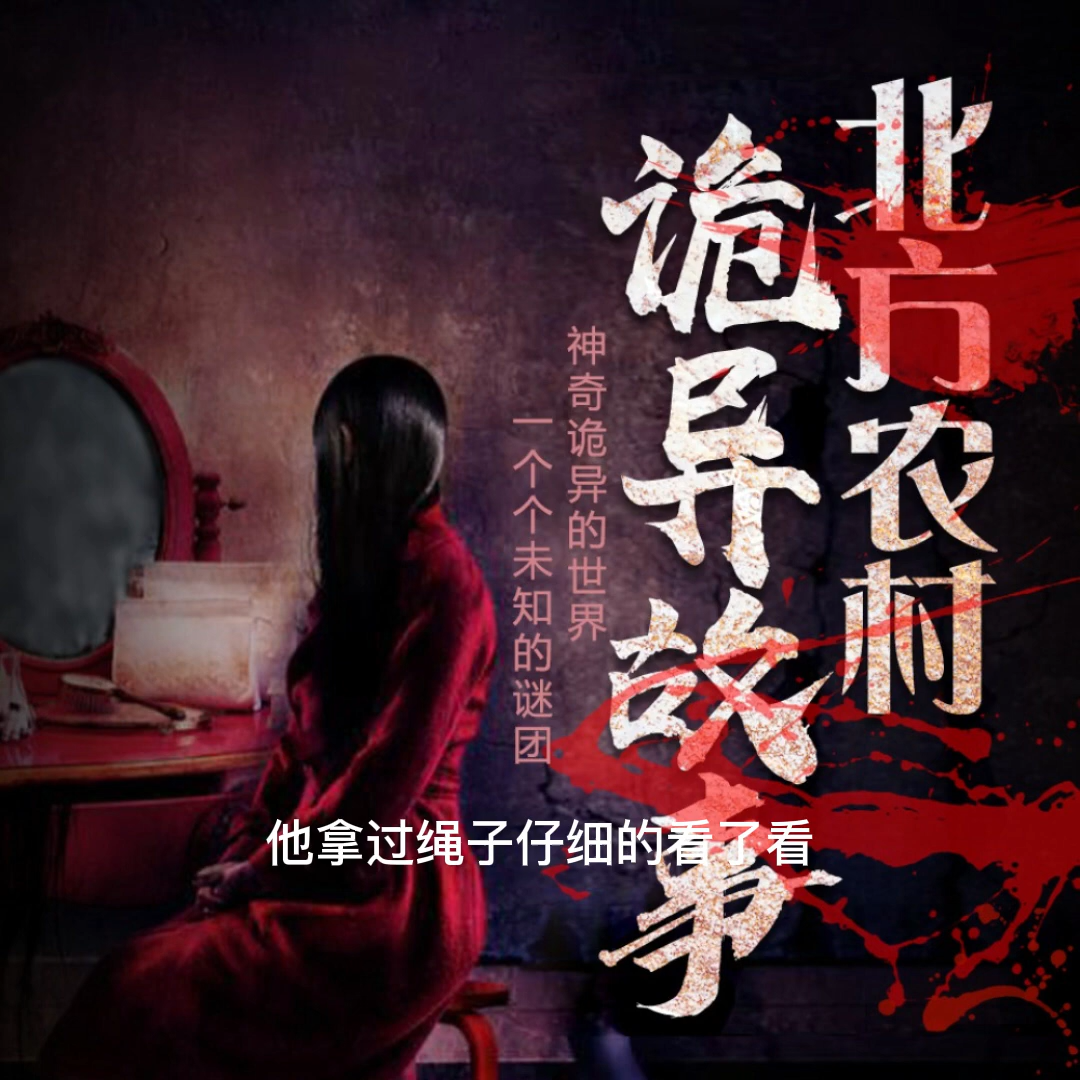 北方农村
诡异故事
神奇诡异的世界
一个个未知的谜团
他拿过绳子仔细的看了看